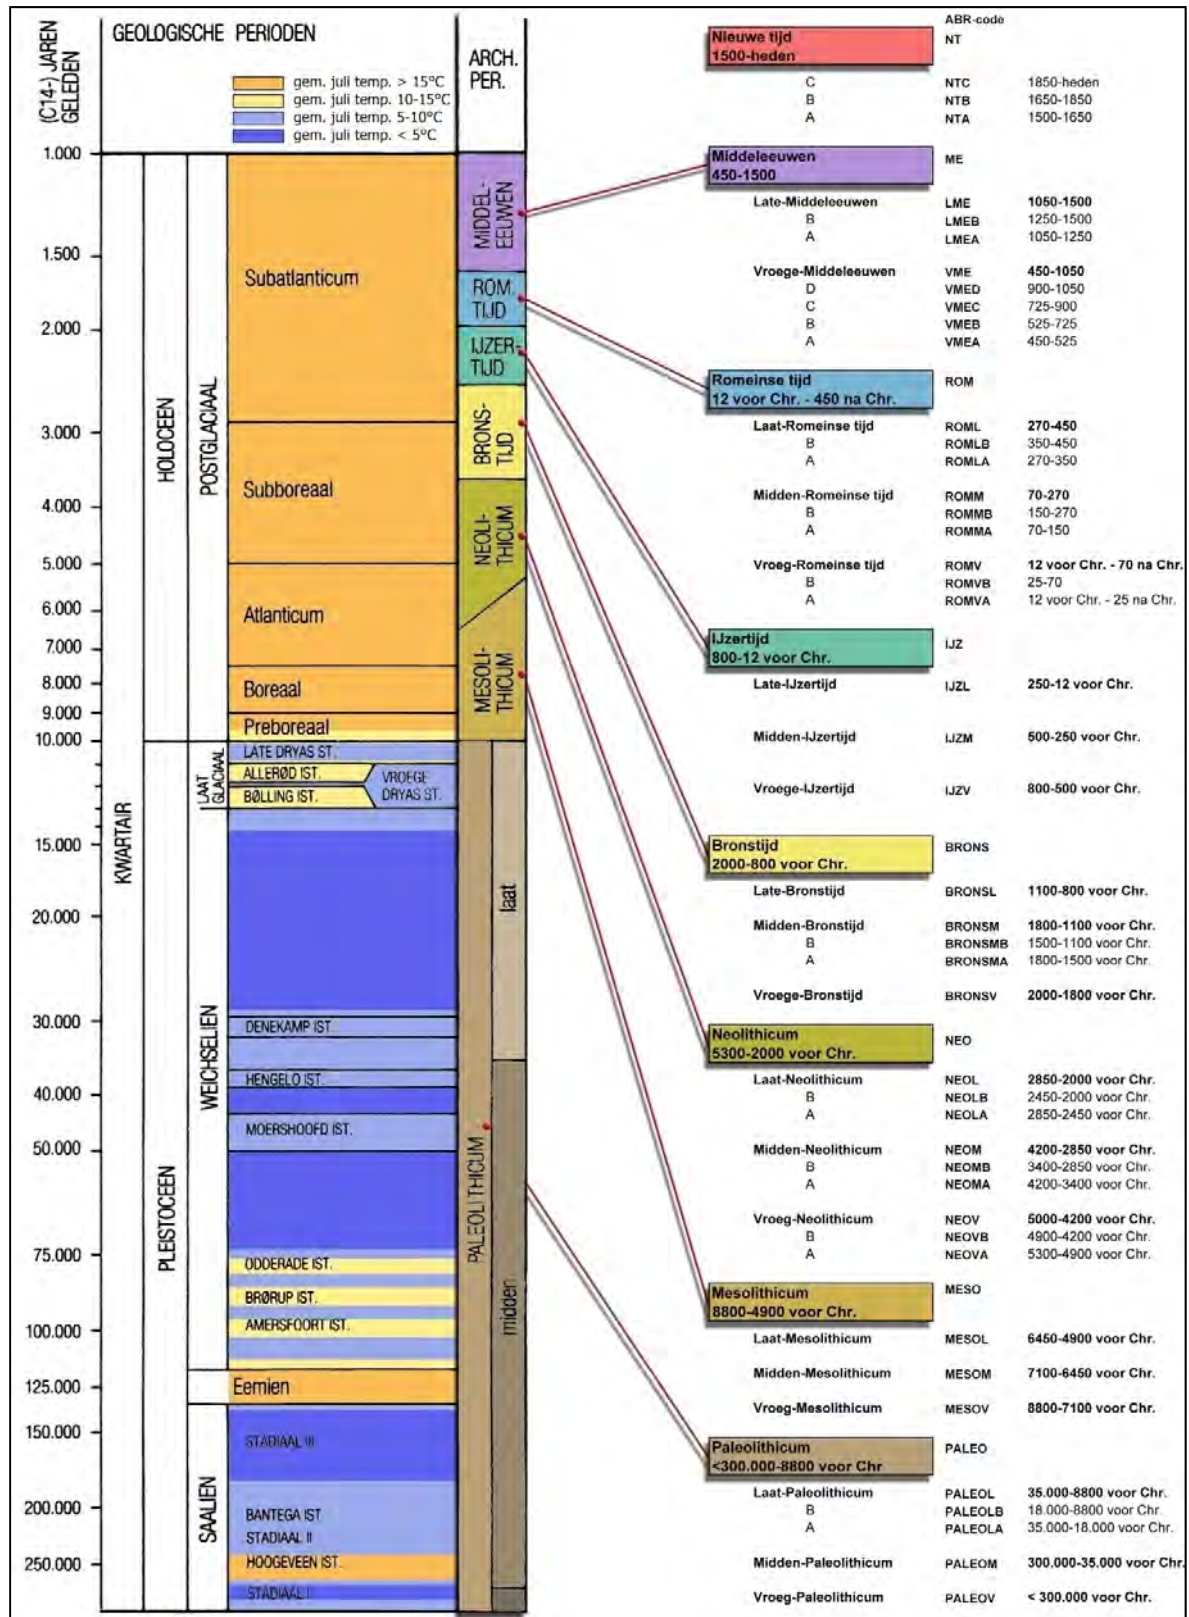 (C14-) JAREN
GELEDEN
GEOLOGISCHE PERIODEN
gem. juli temp. > 15°C
gem. juli temp. 10-15°C
gem. juli temp. 5-10°C
gem. juli temp. < 5°C
ARCH.
PER.
1.000
1.500
2.000
3.000
4.000
5.000
6.000
7.000
8.000
9.000
10.000
15.000
20.000
30.000
40.000
50.000
75.000
100.000
125.000
150.000
200.000
250.000
KWARTAIR
HOLOCEEN
PLEISTOCEEN
POSTGLACIAAL
LAAT
GLACIAAL
WEICHSELIEN
SAALIEN
Subatlanticum
Subboreaal
Atlanticum
Boreaal
Preboreaal
LATE DRYAS ST.
ALLERØD IST.
VROEGE
DRYAS ST.
BØLLING IST.
DENEKAMP IST.
HENGELO IST.
MOERSHOOFD IST.
ODDERADE IST.
BRØRUP IST.
AMERSFOORT IST.
Eemien
STADIAAL III
BANTEGA IST.
STADIAAL II
HOOGEVEEN IST.
STADIAAL I
MIDDEL-
EEUWEN
ROM.
TIJD
IJZER-
TIJD
BRONS-
TIJD
NEOLI-
THICUM
MESOLI-
THICUM
PALEOLITHICUM
laat
midden
ABR-code
Nieuwe tijd NT
1500-heden
C NTC 1850-heden
B NTB 1650-1850
A NTA 1500-1650
Middeleeuwen ME
450-1500
Late-Middeleeuwen LME 1050-1500
B LMEB 1250-1500
A LMEA 1050-1250
Vroege-Middeleeuwen VME 450-1050
D VMED 900-1050
C VMEC 725-900
B VMEB 525-725
A VMEA 450-525
Romeinse tijd ROM
12 voor Chr. - 450 na Chr.
Laat-Romeinse tijd ROML 270-450
B ROMLB 350-450
A ROMLA 270-350
Midden-Romeinse tijd ROMM 70-270
B ROMMB 150-270
A ROMMA 70-150
Vroeg-Romeinse tijd ROMV 12 voor Chr. - 70 na Chr.
B ROMVB 25-70
A ROMVA 12 voor Chr. - 25 na Chr.
IJzertijd IJZ
800-12 voor Chr.
Late-IJzertijd IJZL 250-12 voor Chr.
Midden-IJzertijd IJZM 500-250 voor Chr.
Vroege-IJzertijd IJZV 800-500 voor Chr.
Bronstijd BRONS
2000-800 voor Chr.
Late-Bronstijd BRONSL 1100-800 voor Chr.
Midden-Bronstijd BRONSM 1800-1100 voor Chr.
B BRONSMB 1500-1100 voor Chr.
A BRONSMA 1800-1500 voor Chr.
Vroege-Bronstijd BRONSV 2000-1800 voor Chr.
Neolithicum NEO
5300-2000 voor Chr.
Laat-Neolithicum NEOL 2850-2000 voor Chr.
B NEOLB 2450-2000 voor Chr.
A NEOLA 2850-2450 voor Chr.
Midden-Neolithicum NEOM 4200-2850 voor Chr.
B NEOMB 3400-2850 voor Chr.
A NEOMA 4200-3400 voor Chr.
Vroeg-Neolithicum NEOV 5000-4200 voor Chr.
B NEOVB 4900-4200 voor Chr.
A NEOVA 5300-4900 voor Chr.
Mesolithicum MESO
8800-4900 voor Chr.
Laat-Mesolithicum MESOL 6450-4900 voor Chr.
Midden-Mesolithicum MESOM 7100-6450 voor Chr.
Vroeg-Mesolithicum MESOV 8800-7100 voor Chr.
Paleolithicum PALEO
<300.000-8800 voor Chr
Laat-Paleolithicum PALEOL 35.000-8800 voor Chr.
B PALEOLB 18.000-8800 voor Chr.
A PALEOLA 35.000-18.000 voor Chr.
Midden-Paleolithicum PALEOM 300.000-35.000 voor Chr.
Vroeg-Paleolithicum PALEOV < 300.000 voor Chr.